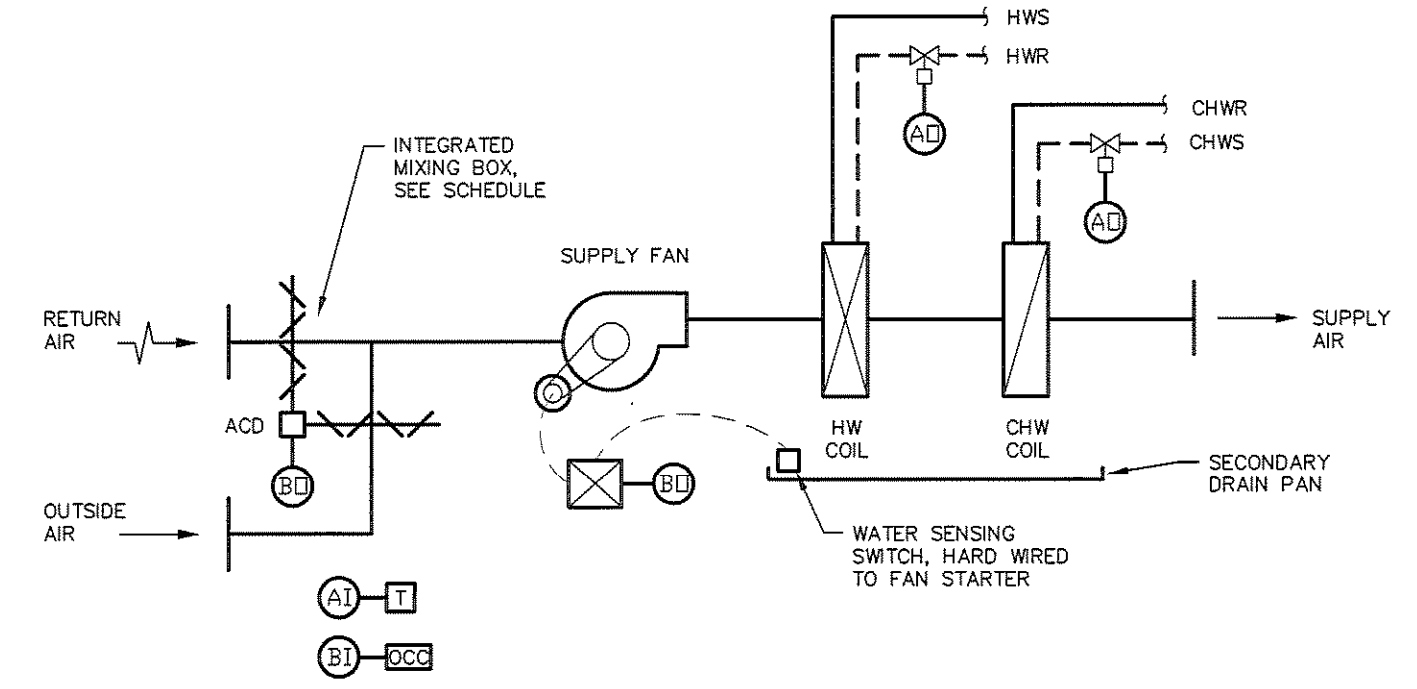 HWS
HWR
AO
CHWR
CHWS
AO
INTEGRATED
MIXING BOX,
SEE SCHEDULE
SUPPLY FAN
RETURN
AIR
SUPPLY
AIR
ACD
BO
HW
COIL
CHW
COIL
BO
SECONDARY
DRAIN PAN
OUTSIDE
AIR
WATER SENSING
SWITCH, HARD WIRED
TO FAN STARTER
AI
T
BI
OCC